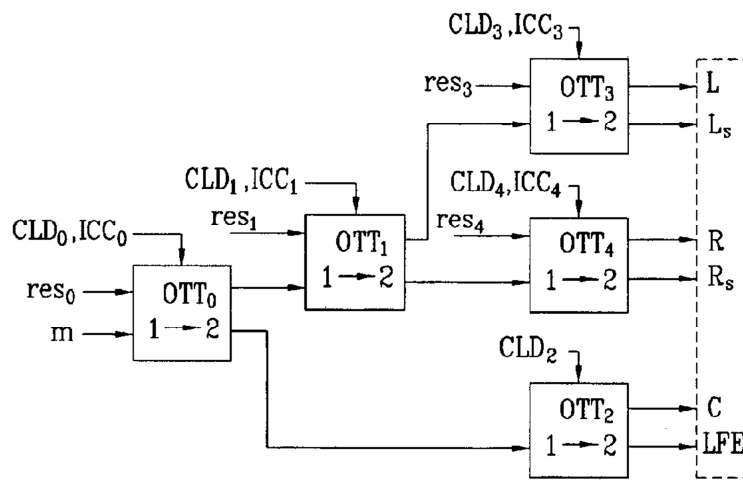 CLD₃,ICC₃
res₃
OTT₃
1 → 2
L
Lₛ
CLD₁,ICC₁
res₁
OTT₁
1 → 2
CLD₄,ICC₄
res₄
OTT₄
1 → 2
R
Rₛ
CLD₀,ICC₀
res₀
m
OTT₀
1 → 2
CLD₂
OTT₂
1 → 2
C
LFE